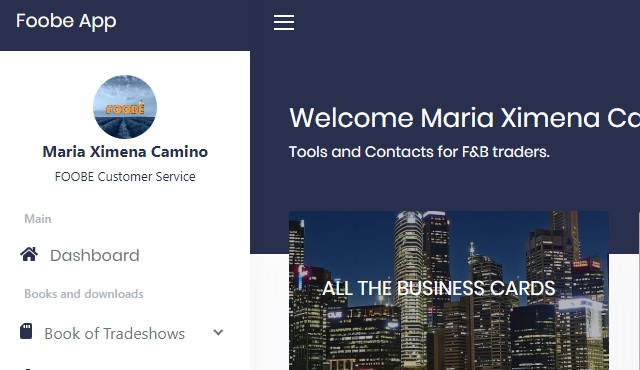 Foobe App
FOOBE
Maria Ximena Camino
FOOBE Customer Service
Main
Dashboard
Books and downloads
Book of Tradeshows
Welcome Maria Ximena Ca
Tools and Contacts for F&B traders.
ALL THE BUSINESS CARDS